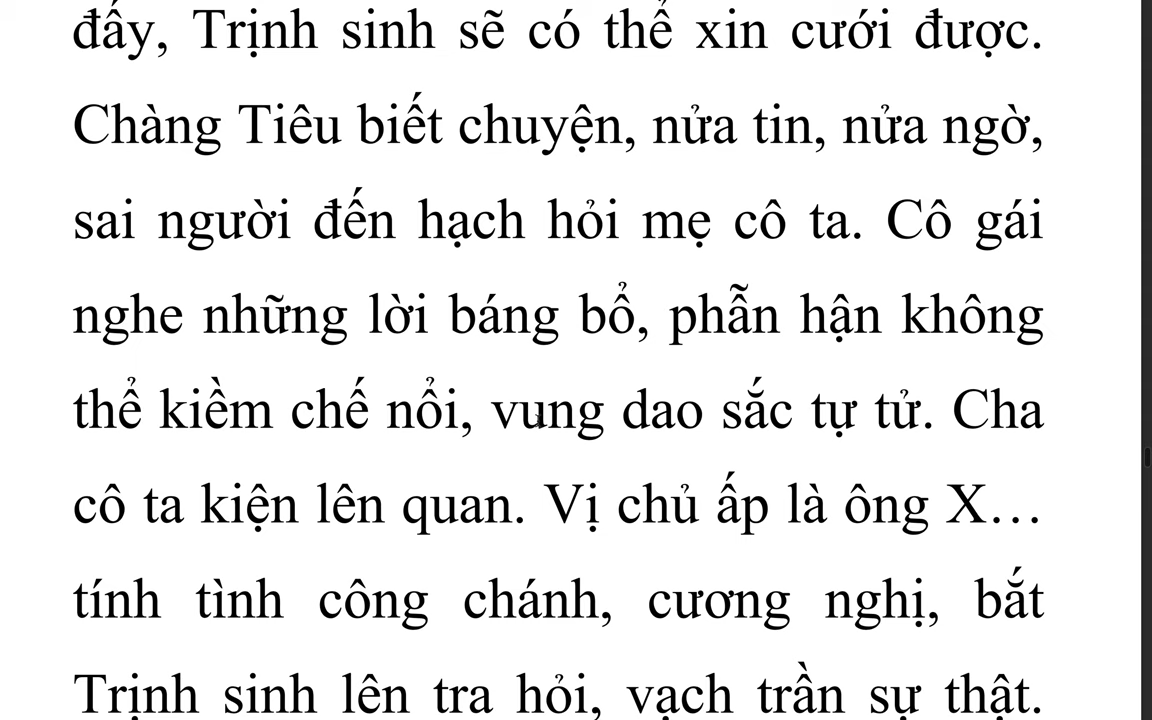 đấy, Trịnh sinh sẽ có thể xin cưới được.
Chàng Tiêu biết chuyện, nửa tin, nửa ngờ,
sai người đến hạch hỏi mẹ cô ta. Cô gái
nghe những lời báng bổ, phẫn hận không
thể kiềm chế nổi, vung dao sắc tự tử. Cha
cô ta kiện lên quan. Vị chủ ấp là ông X…
tính tình công chánh, cương nghị, bắt
Trịnh sinh lên tra hỏi, vạch trần sự thật.